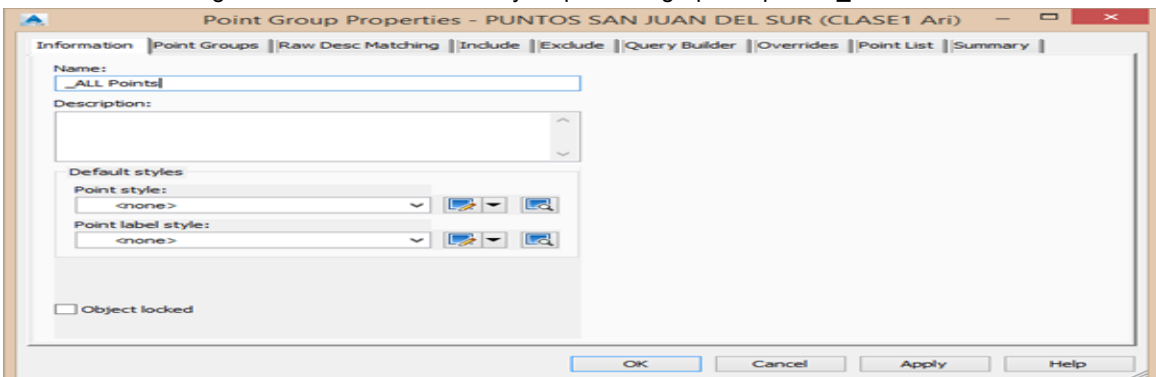 Point Group Properties - PUNTOS SAN JUAN DEL SUR (CLASE1 Ari)
Information Point Groups Raw Desc Matching Include Exclude Query Builder Overrides Point List Summary
Name:
_ALL Points
Description:
Default styles
Point style:
<none>
Point label style:
<none>
Object locked
OK Cancel Apply Help